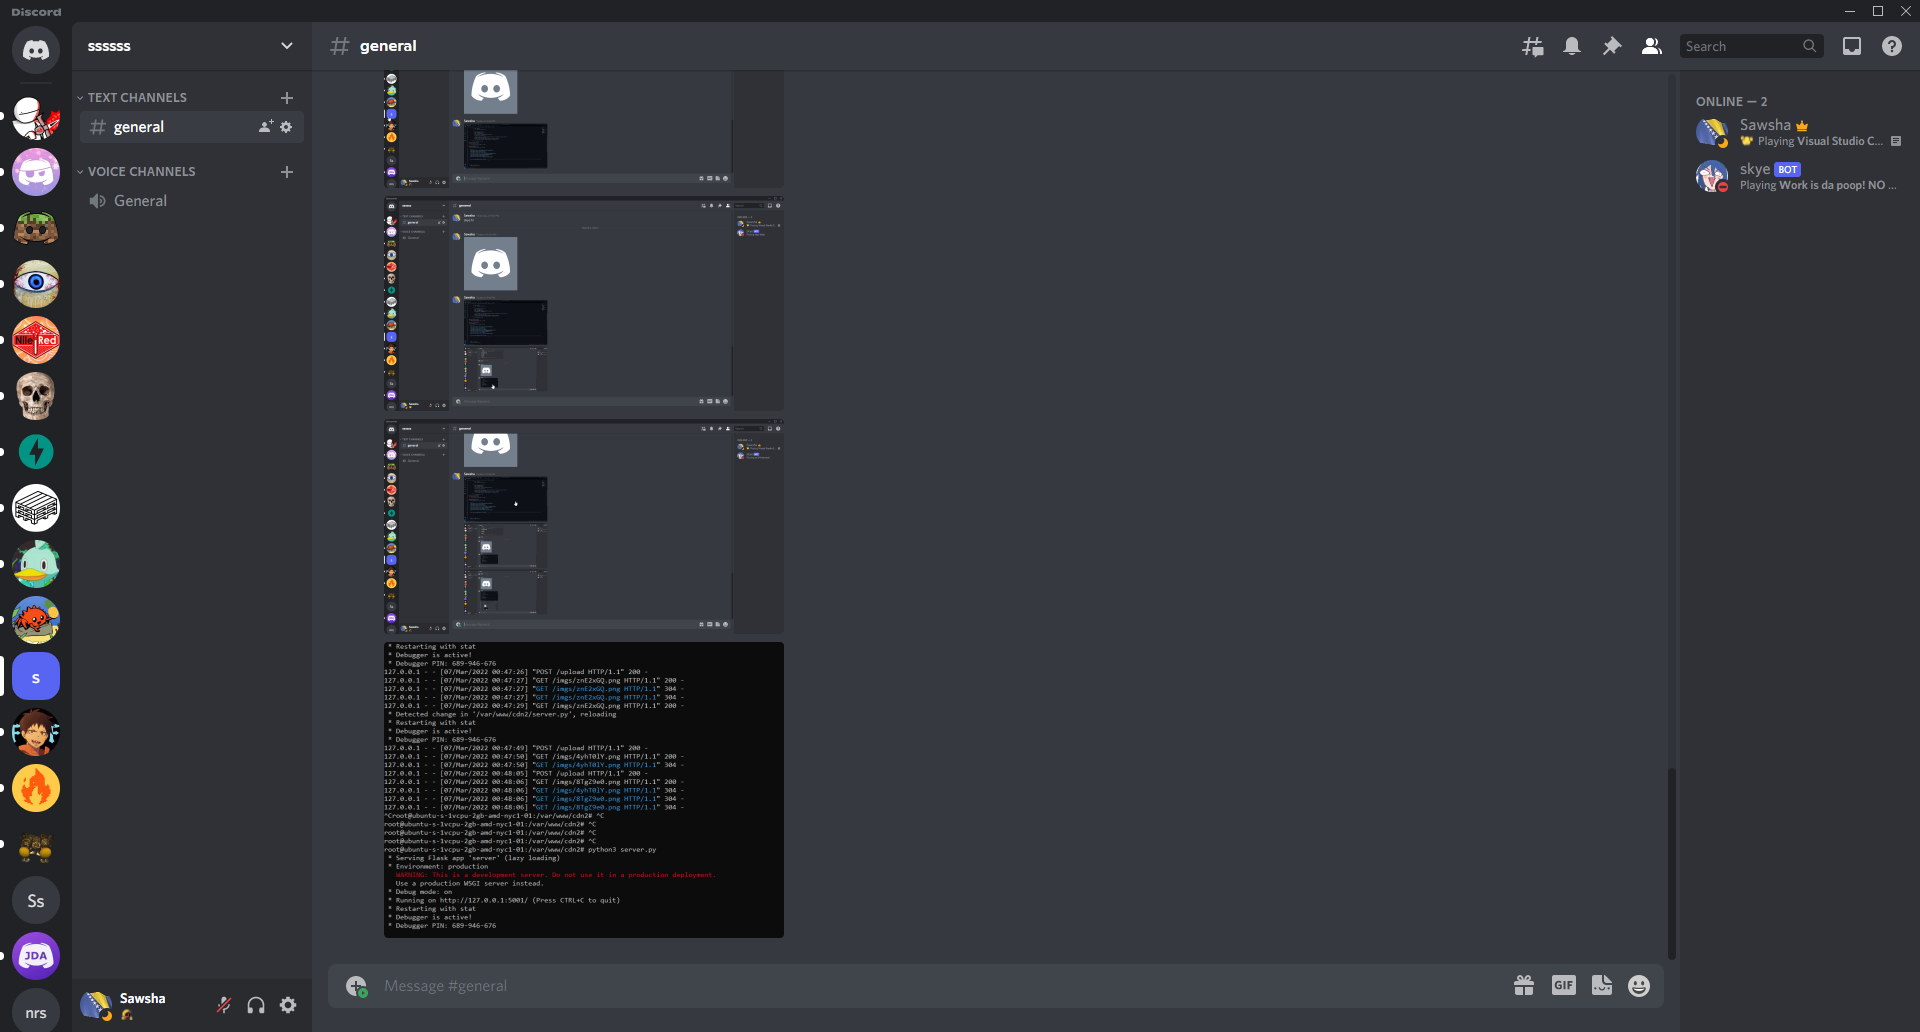 Discord
ssssss
general
Search
TEXT CHANNELS
general
VOICE CHANNELS
General
ONLINE — 2
Sawsha
Playing Visual Studio C...
skye BOT
Playing Work is da poop! NO ...
Nile Red
s
Ss
JDA
nrs
* Restarting with stat
* Debugger is active!
* Debugger PIN: 689-946-676
127.0.0.1 - - [07/Mar/2022 00:47:26] "POST /upload HTTP/1.1" 200 -
127.0.0.1 - - [07/Mar/2022 00:47:27] "GET /imgs/znE2xGQ.png HTTP/1.1" 200 -
127.0.0.1 - - [07/Mar/2022 00:47:27] "GET /imgs/znE2xGQ.png HTTP/1.1" 304 -
127.0.0.1 - - [07/Mar/2022 00:47:27] "GET /imgs/znE2xGQ.png HTTP/1.1" 304 -
127.0.0.1 - - [07/Mar/2022 00:47:29] "GET /imgs/znE2xGQ.png HTTP/1.1" 200 -
* Detected change in '/var/www/cdn2/server.py', reloading
* Restarting with stat
* Debugger is active!
* Debugger PIN: 689-946-676
127.0.0.1 - - [07/Mar/2022 00:47:49] "POST /upload HTTP/1.1" 200 -
127.0.0.1 - - [07/Mar/2022 00:47:50] "GET /imgs/4yhT0lY.png HTTP/1.1" 200 -
127.0.0.1 - - [07/Mar/2022 00:47:50] "GET /imgs/4yhT0lY.png HTTP/1.1" 304 -
127.0.0.1 - - [07/Mar/2022 00:48:05] "POST /upload HTTP/1.1" 200 -
127.0.0.1 - - [07/Mar/2022 00:48:06] "GET /imgs/8TgZ9e0.png HTTP/1.1" 200 -
127.0.0.1 - - [07/Mar/2022 00:48:06] "GET /imgs/4yhT0lY.png HTTP/1.1" 304 -
127.0.0.1 - - [07/Mar/2022 00:48:06] "GET /imgs/8TgZ9e0.png HTTP/1.1" 304 -
127.0.0.1 - - [07/Mar/2022 00:48:06] "GET /imgs/8TgZ9e0.png HTTP/1.1" 304 -
^Croot@ubuntu-s-1vcpu-2gb-amd-nyc1-01:/var/www/cdn2# ^C
root@ubuntu-s-1vcpu-2gb-amd-nyc1-01:/var/www/cdn2# ^C
root@ubuntu-s-1vcpu-2gb-amd-nyc1-01:/var/www/cdn2# ^C
root@ubuntu-s-1vcpu-2gb-amd-nyc1-01:/var/www/cdn2# ^C
root@ubuntu-s-1vcpu-2gb-amd-nyc1-01:/var/www/cdn2# python3 server.py
* Serving Flask app 'server' (lazy loading)
* Environment: production
WARNING: This is a development server. Do not use it in a production deployment.
Use a production WSGI server instead.
* Debug mode: on
* Running on http://127.0.0.1:5001/ (Press CTRL+C to quit)
* Restarting with stat
* Debugger is active!
* Debugger PIN: 689-946-676
Message #general
GIF
Sawsha